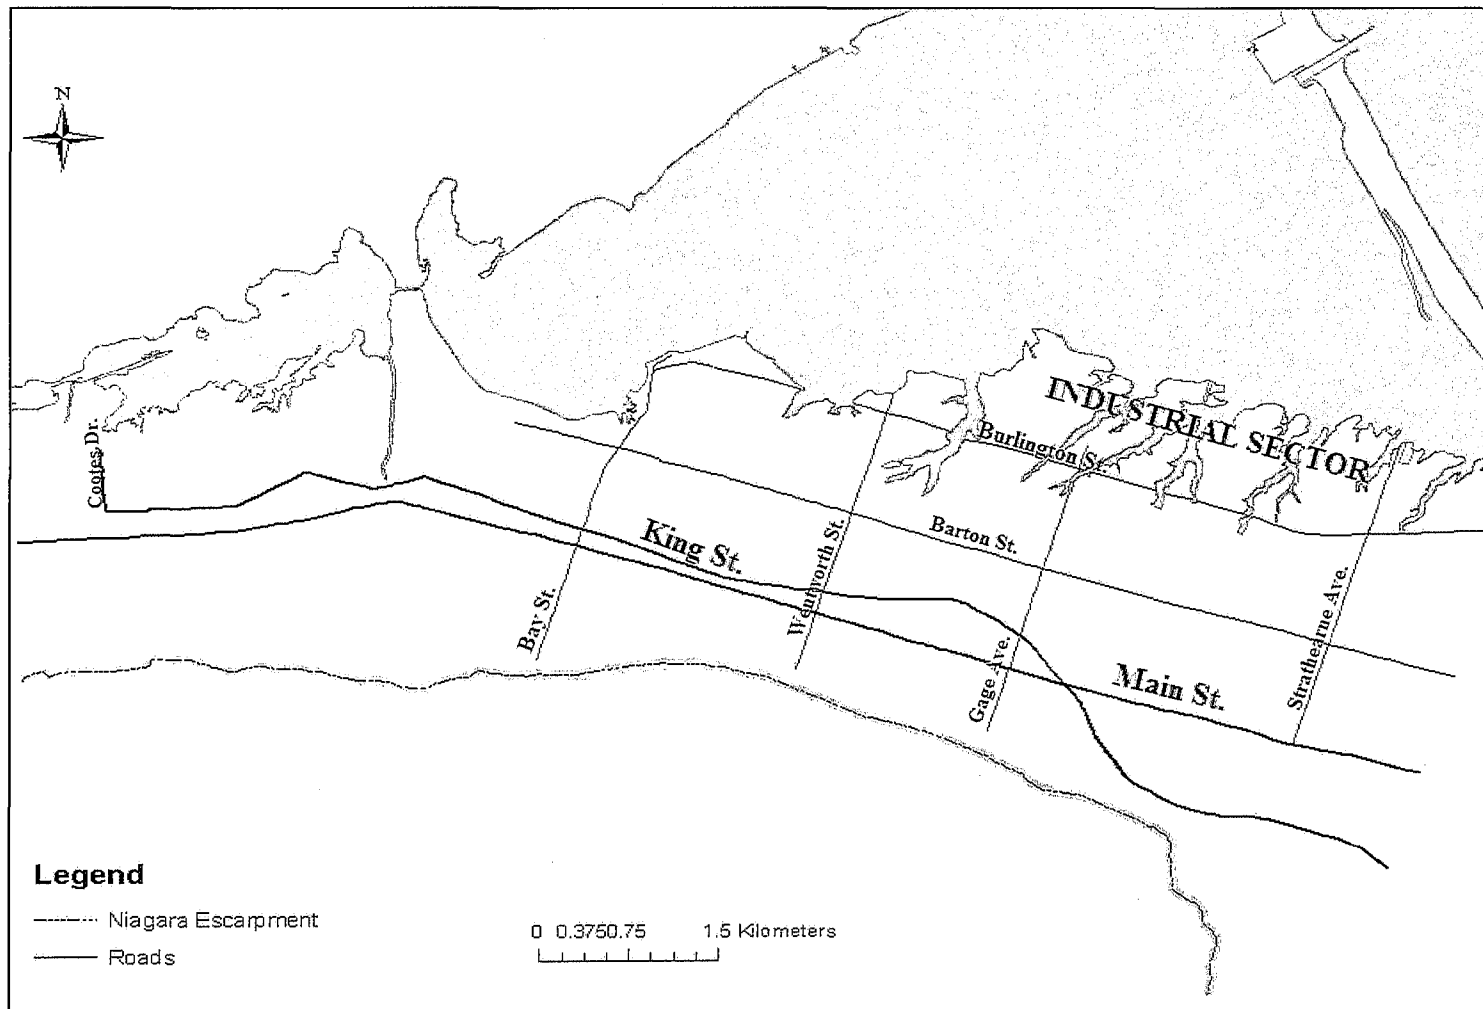 N
INDUSTRIAL SECTOR
Cootes Dr.
Burlington St.
King St.
Wentworth St.
Barton St.
Bay St.
Gage Ave.
Main St.
Strathearne Ave.
Legend
Niagara Escarpment
Roads
0 0.3750.75 1.5 Kilometers